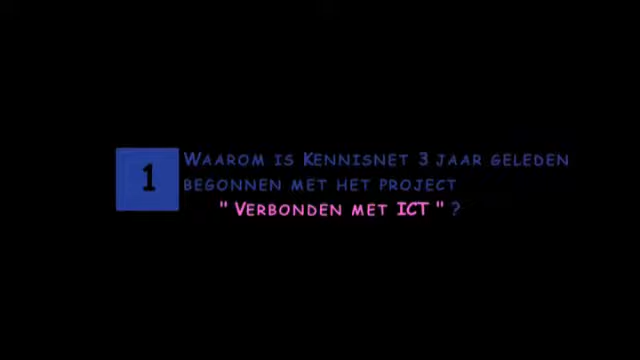 1
Waarom is Kennisnet 3 jaar geleden
begonnen met het project
" Verbonden met ICT " ?